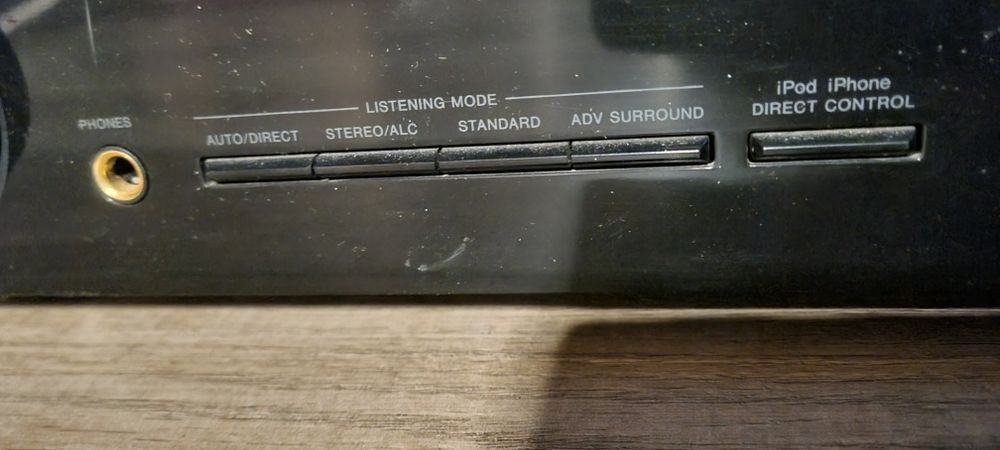 PHONES
LISTENING MODE
AUTO/DIRECT STEREO/ALC STANDARD ADV SURROUND
iPod iPhone
DIRECT CONTROL